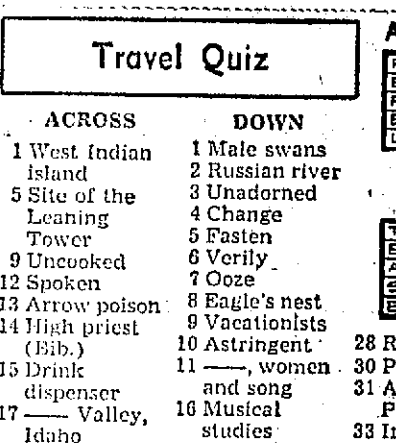 Travel Quiz
ACROSS
1 West Indian
island
5 Site of the
Leaning
Tower
9 Uncooked
12 Spoken
13 Arrow poison
14 High priest
(Bib.)
15 Drink
dispenser
17 —— Valley,
Idaho
DOWN
1 Male swans
2 Russian river
3 Unadorned
4 Change
5 Fasten
6 Verily
7 Ooze
8 Eagle's nest
9 Vacationists
10 Astringent
11 ——, women
and song
16 Musical
studies
28 R
30 P
31 A
P
33 In